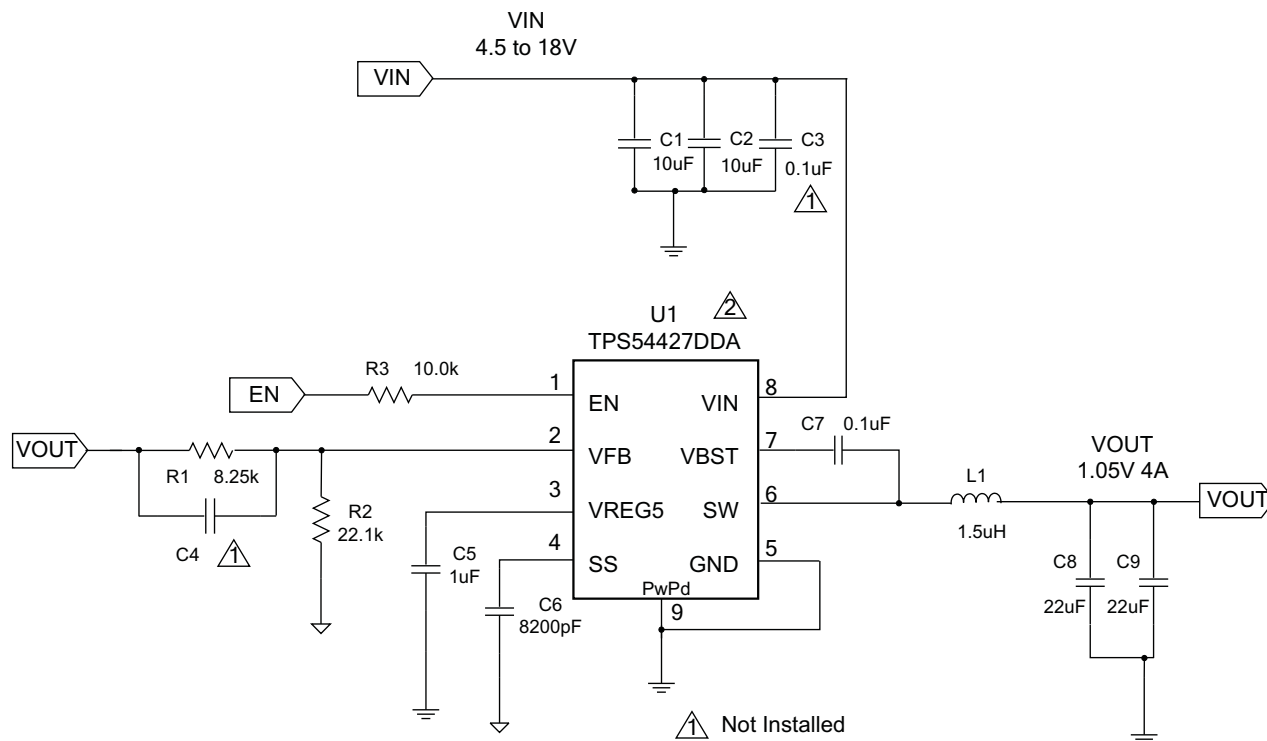 VIN
4.5 to 18V
VIN
C1
10uF
C2
10uF
C3
0.1uF
1
2
U1
TPS54427DDA
EN
R3 10.0k
1
EN
VIN
8
C7 0.1uF
VOUT
R1 8.25k
2
VFB
VBST
7
VOUT
1.05V 4A
C4
1
R2
22.1k
3
VREG5
SW
6
L1
1.5uH
VOUT
C5
1uF
4
SS
GND
5
C8
22uF
C9
22uF
C6
8200pF
PwPd
9
1 Not Installed